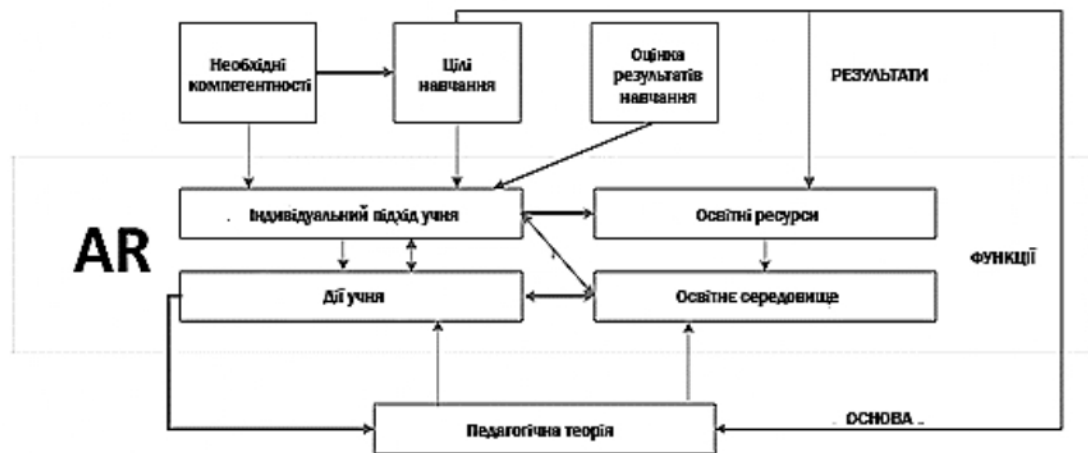 Необхідні
компетентності
Цілі
навчання
Оцінка
результатів
навчання
РЕЗУЛЬТАТИ
Індивідуальний підхід учня
Освітні ресурси
AR
ФУНКЦІЇ
Дії учня
Освітнє середовище
Педагогічна теорія
ОСНОВА